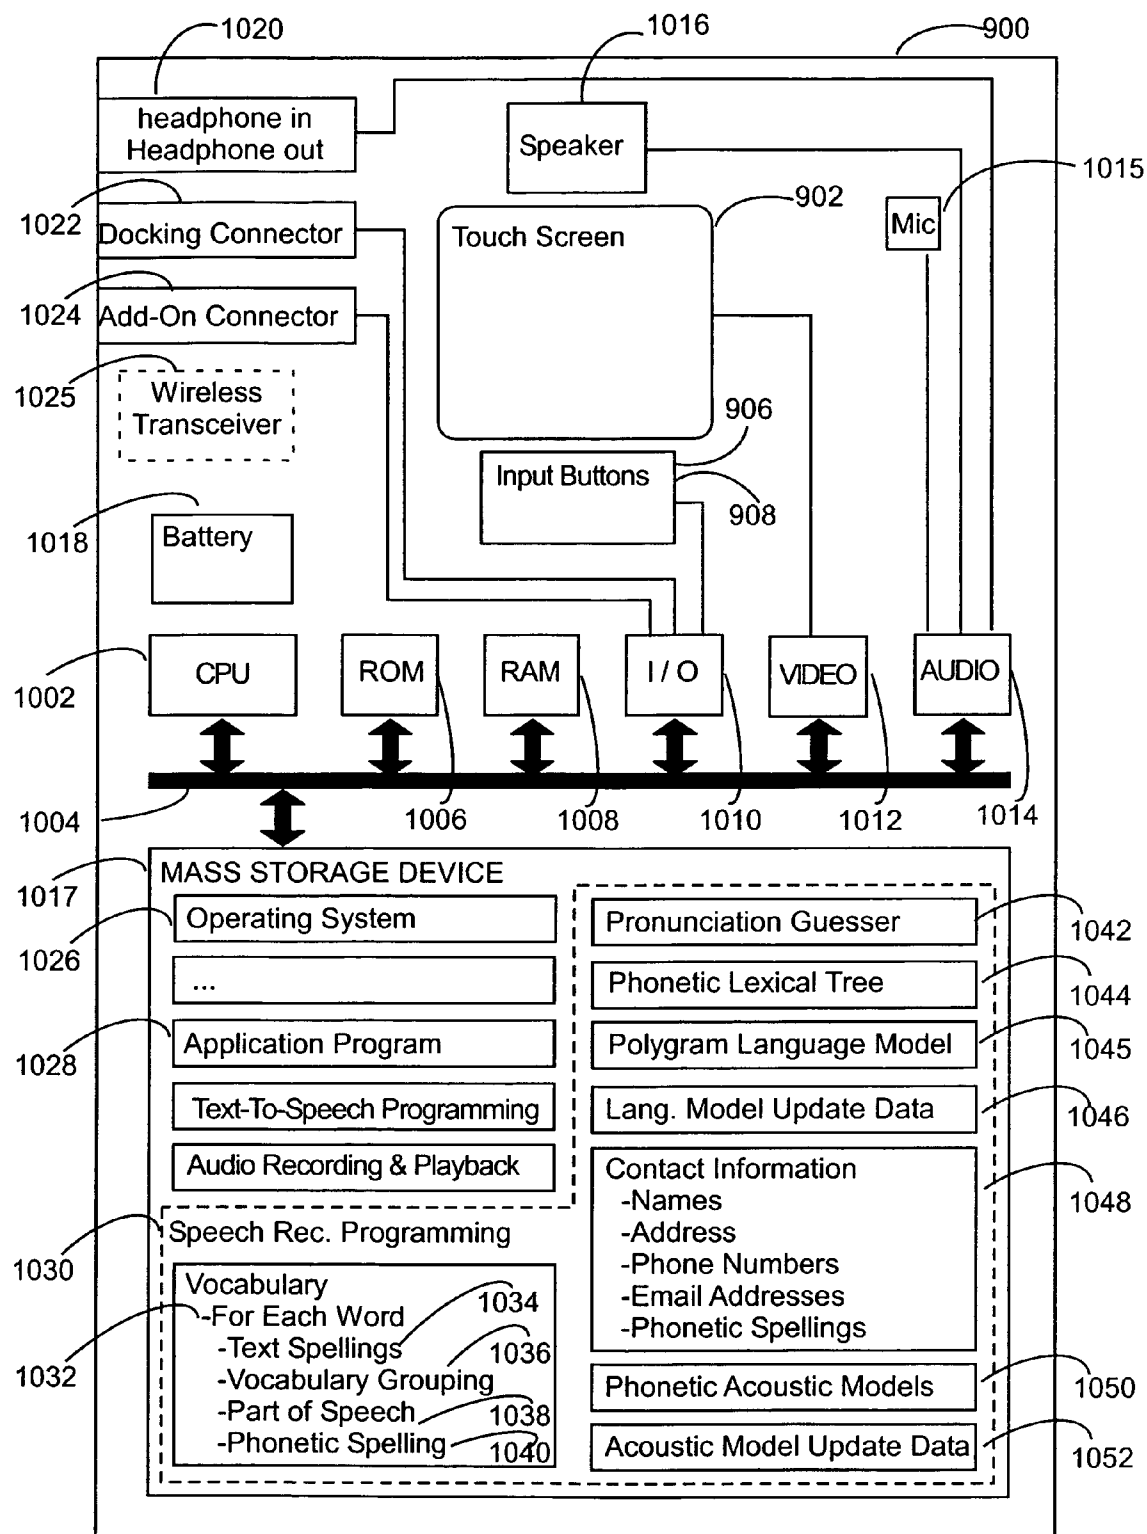 1020
1016
900
headphone in
Headphone out
Speaker
1015
1022
Docking Connector
902
Touch Screen
Mic
1024
Add-On Connector
1025
Wireless
Transceiver
906
Input Buttons
908
1018
Battery
1002
CPU
ROM
RAM
I / O
VIDEO
AUDIO
1004
1006
1008
1010
1012
1014
1017
MASS STORAGE DEVICE
Operating System
1026
...
1028
Application Program
Text-To-Speech Programming
Audio Recording & Playback
1030
Speech Rec. Programming
Vocabulary
-For Each Word
1034
1032
-Text Spellings
1036
-Vocabulary Grouping
-Part of Speech
1038
-Phonetic Spelling
1040
Pronunciation Guesser
1042
Phonetic Lexical Tree
1044
Polygram Language Model
1045
Lang. Model Update Data
1046
Contact Information
-Names
1048
-Address
-Phone Numbers
-Email Addresses
-Phonetic Spellings
Phonetic Acoustic Models
1050
Acoustic Model Update Data
1052